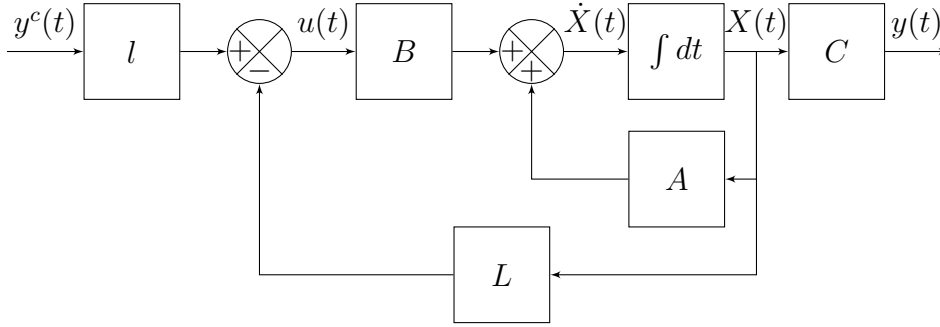 y^c(t) l + − u(t) B + + Ẋ(t) ∫ dt X(t) C y(t)
A
L